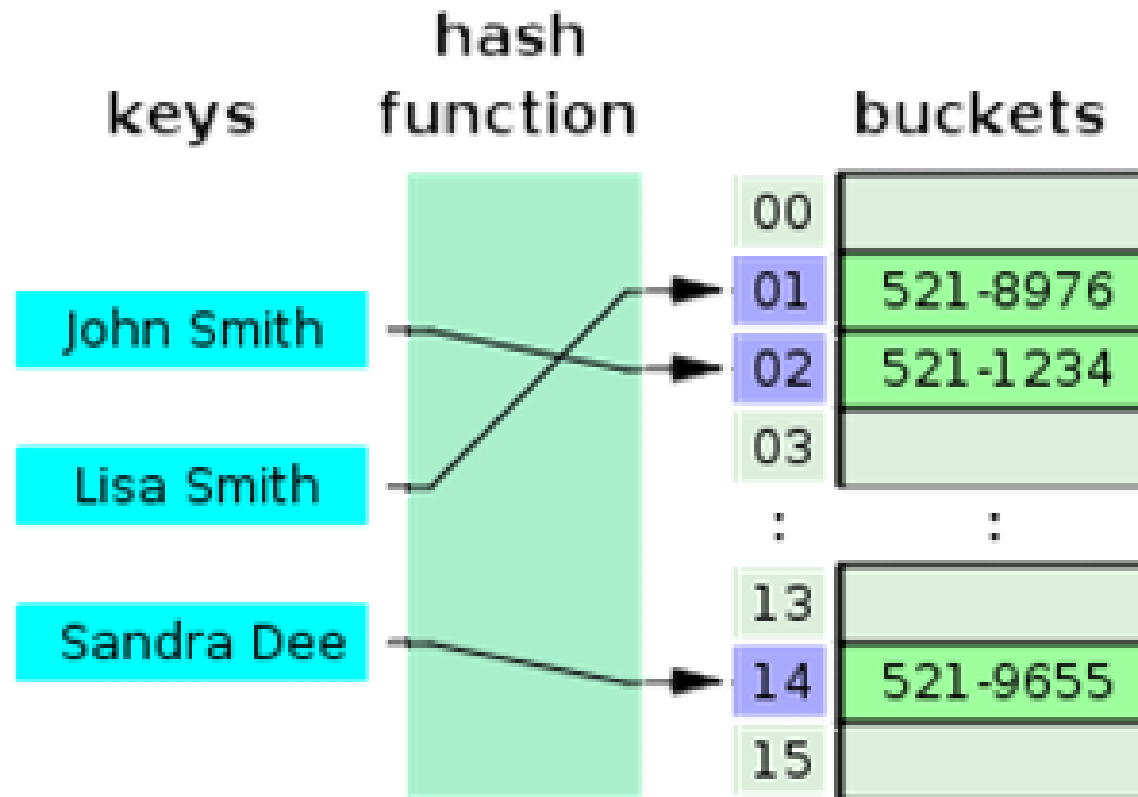 hash
keys function buckets
00
01 521-8976
John Smith
02 521-1234
03
Lisa Smith
: :
13
Sandra Dee
14 521-9655
15